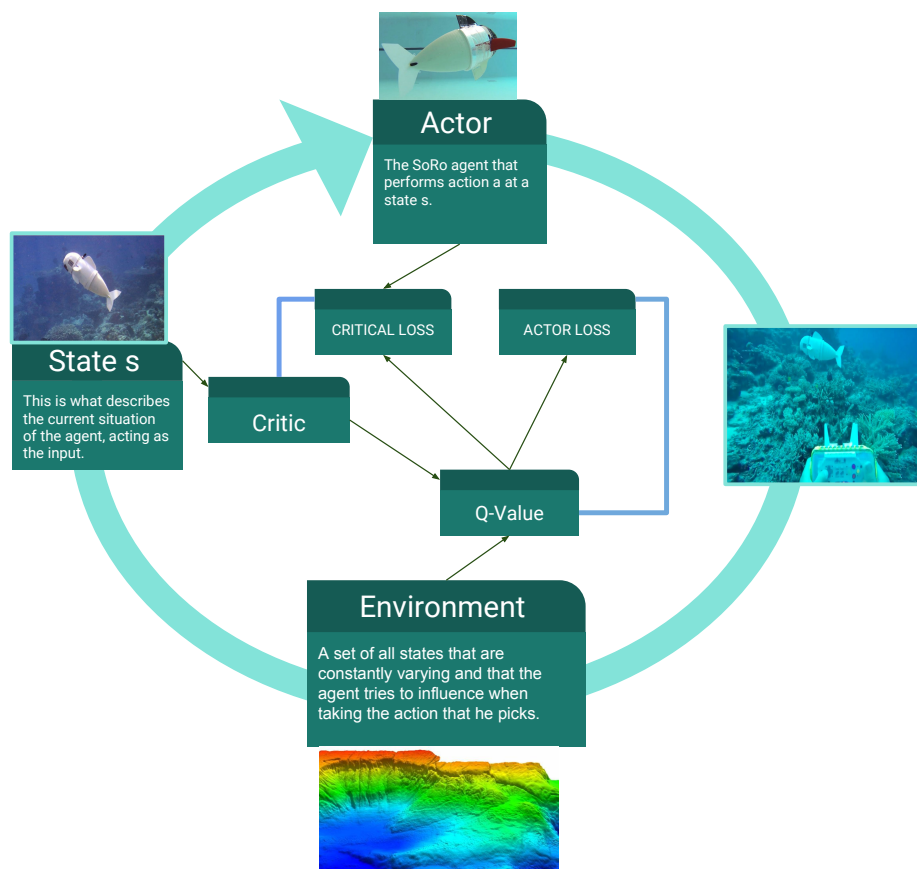 Actor
The SoRo agent that
performs action a at a
state s.
CRITICAL LOSS
ACTOR LOSS
State s
This is what describes
the current situation
of the agent, acting as
the input.
Critic
Q-Value
Environment
A set of all states that are
constantly varying and that the
agent tries to influence when
taking the action that he picks.